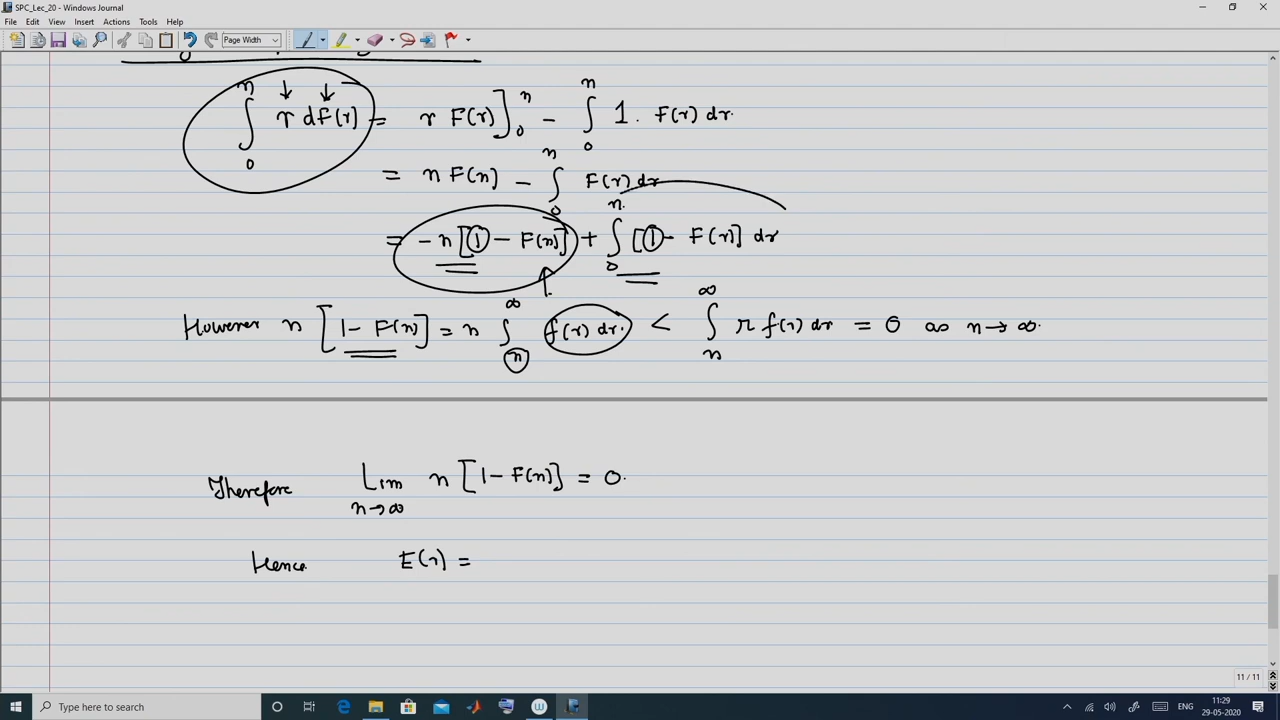 SPC_Lec_20 - Windows Journal
File Edit View Insert Actions Tools Help
Page Width
∫₀ⁿ r dF(r) = r F(r)]₀ⁿ - ∫₀ⁿ 1. F(r) dr.
= n F(n) - ∫₀ⁿ F(r) dr
= -n [1 - F(n)] + ∫₀ⁿ [1 - F(r)] dr
However n [1 - F(n)] = n ∫ₙ^∞ f(r) dr. < ∫ₙ^∞ r f(r) dr = 0 as n → ∞.
Therefore Lim n→∞ n [1 - F(n)] = 0.
Hence E(r) =
11 / 11
Type here to search
ENG
11:29
29-05-2020